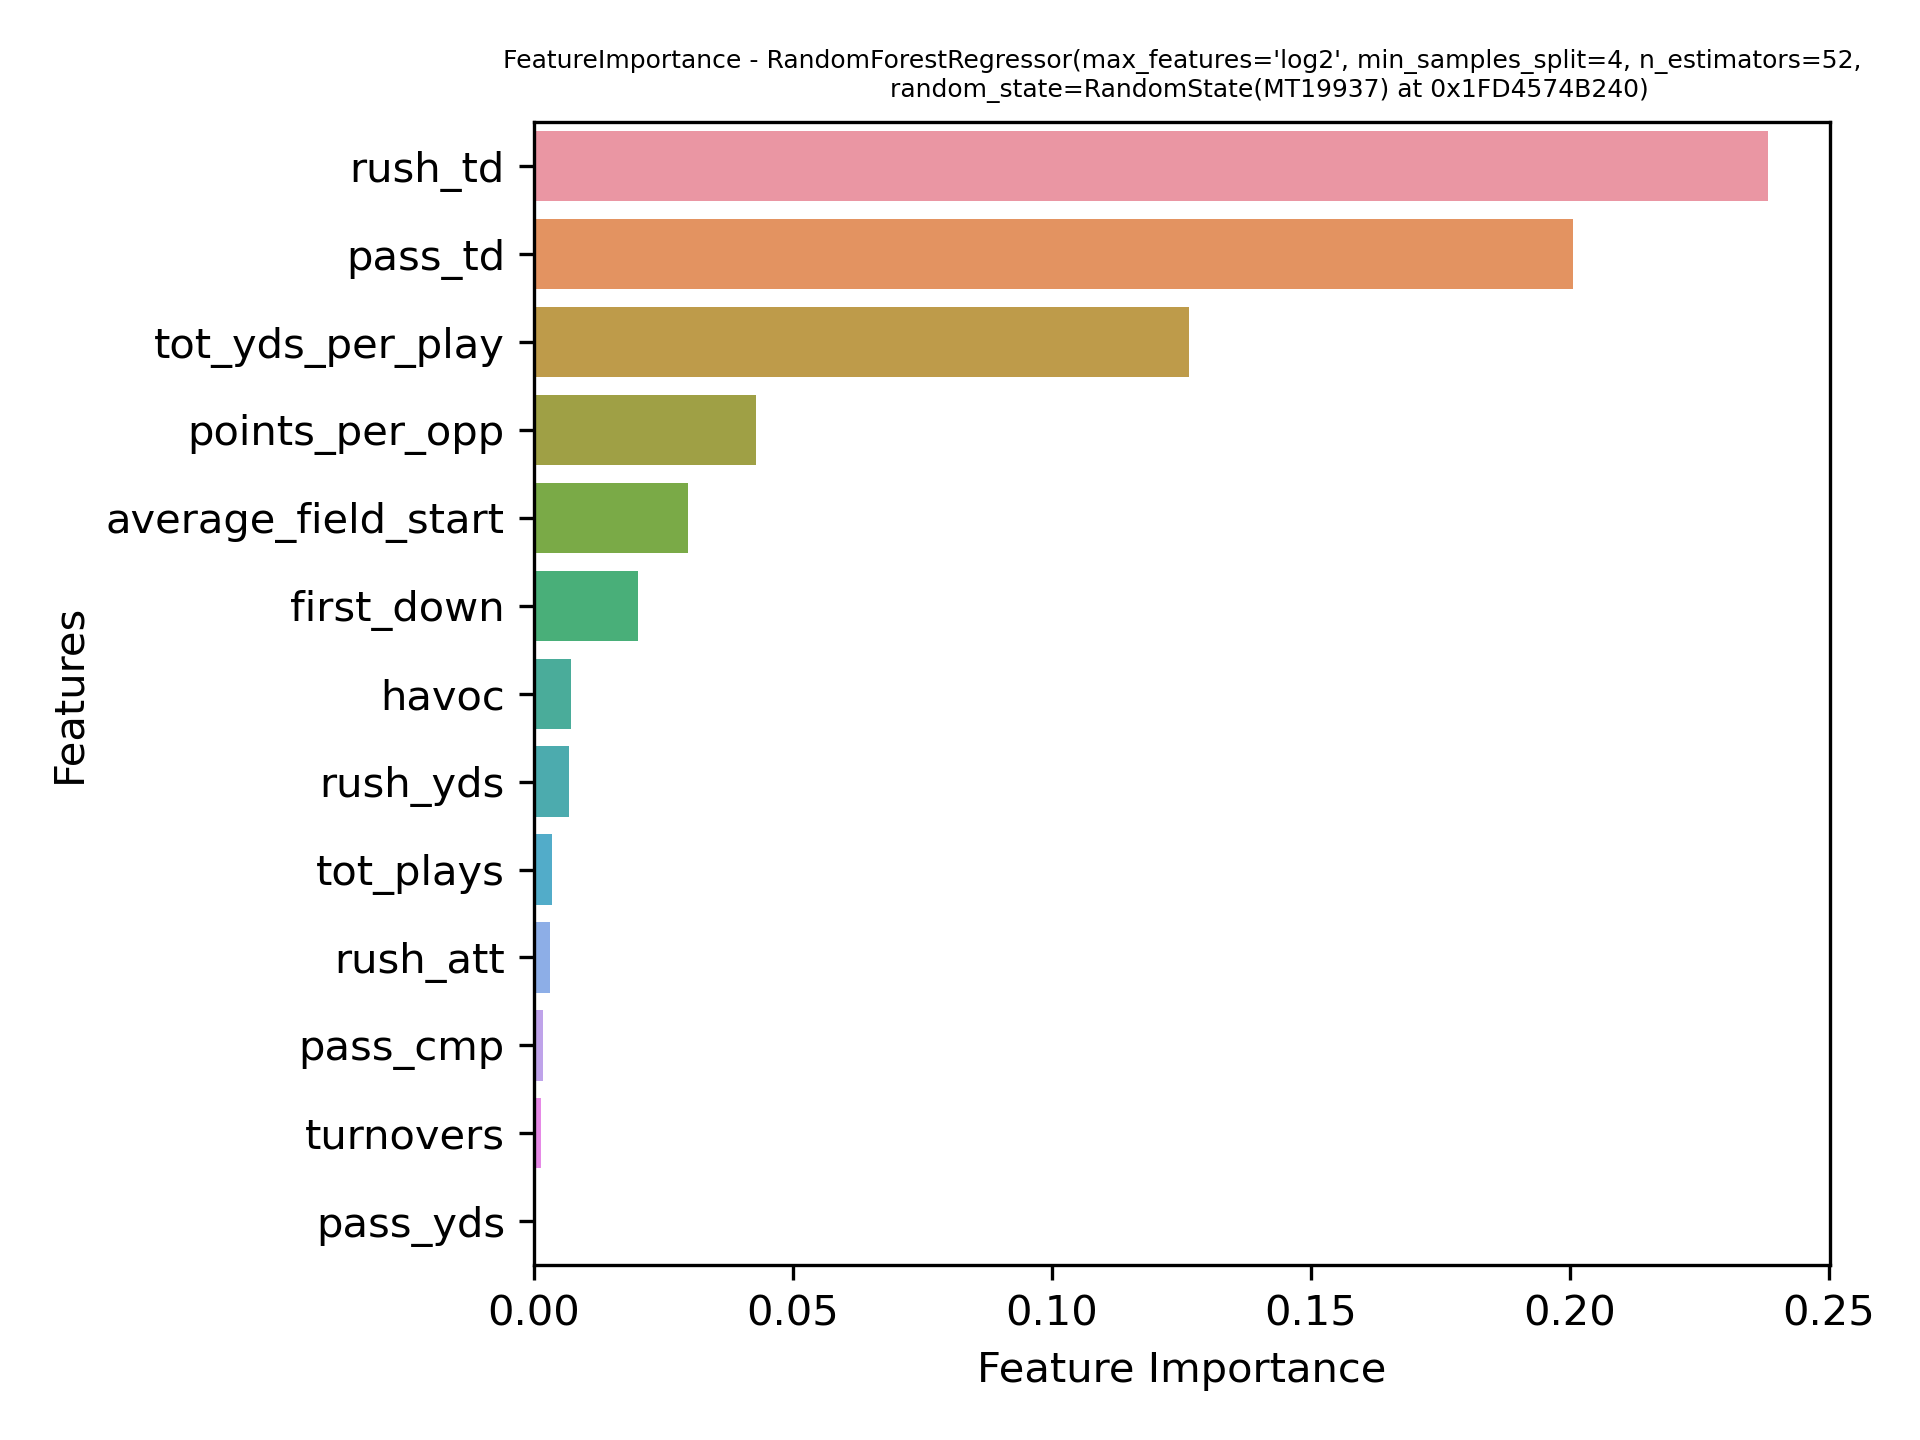 FeatureImportance - RandomForestRegressor(max_features='log2', min_samples_split=4, n_estimators=52,
random_state=RandomState(MT19937) at 0x1FD4574B240)
rush_td
pass_td
tot_yds_per_play
points_per_opp
average_field_start
first_down
havoc
rush_yds
tot_plays
rush_att
pass_cmp
turnovers
pass_yds
Features
0.00 0.05 0.10 0.15 0.20 0.25
Feature Importance